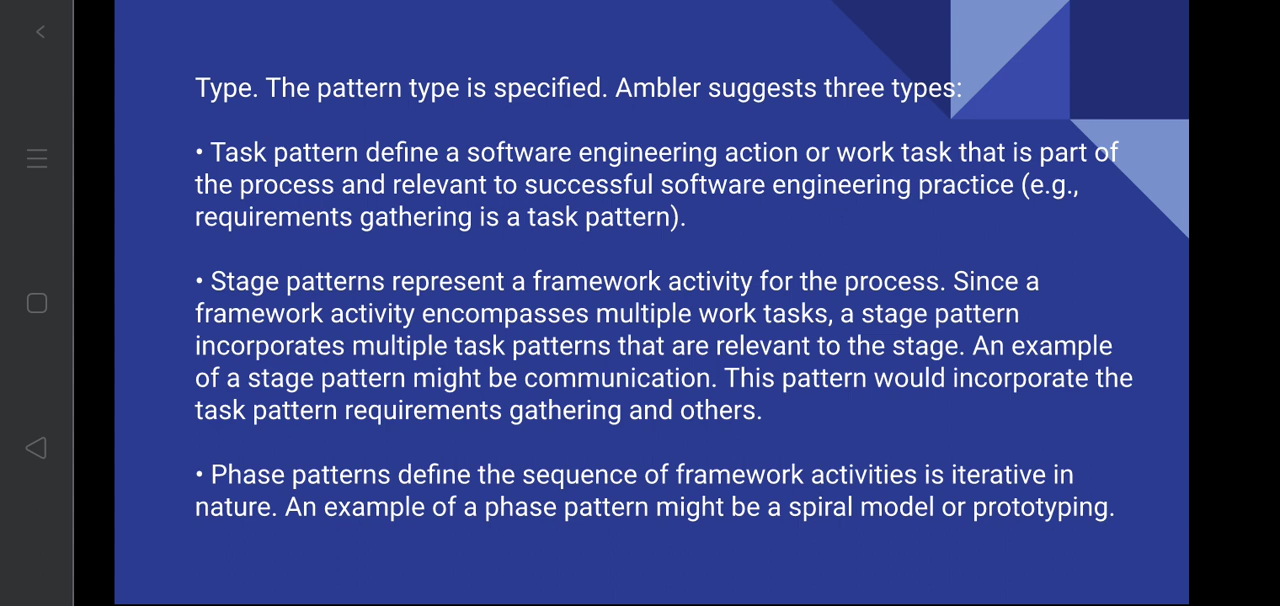 Type. The pattern type is specified. Ambler suggests three types:
• Task pattern define a software engineering action or work task that is part of
the process and relevant to successful software engineering practice (e.g.,
requirements gathering is a task pattern).
• Stage patterns represent a framework activity for the process. Since a
framework activity encompasses multiple work tasks, a stage pattern
incorporates multiple task patterns that are relevant to the stage. An example
of a stage pattern might be communication. This pattern would incorporate the
task pattern requirements gathering and others.
• Phase patterns define the sequence of framework activities is iterative in
nature. An example of a phase pattern might be a spiral model or prototyping.